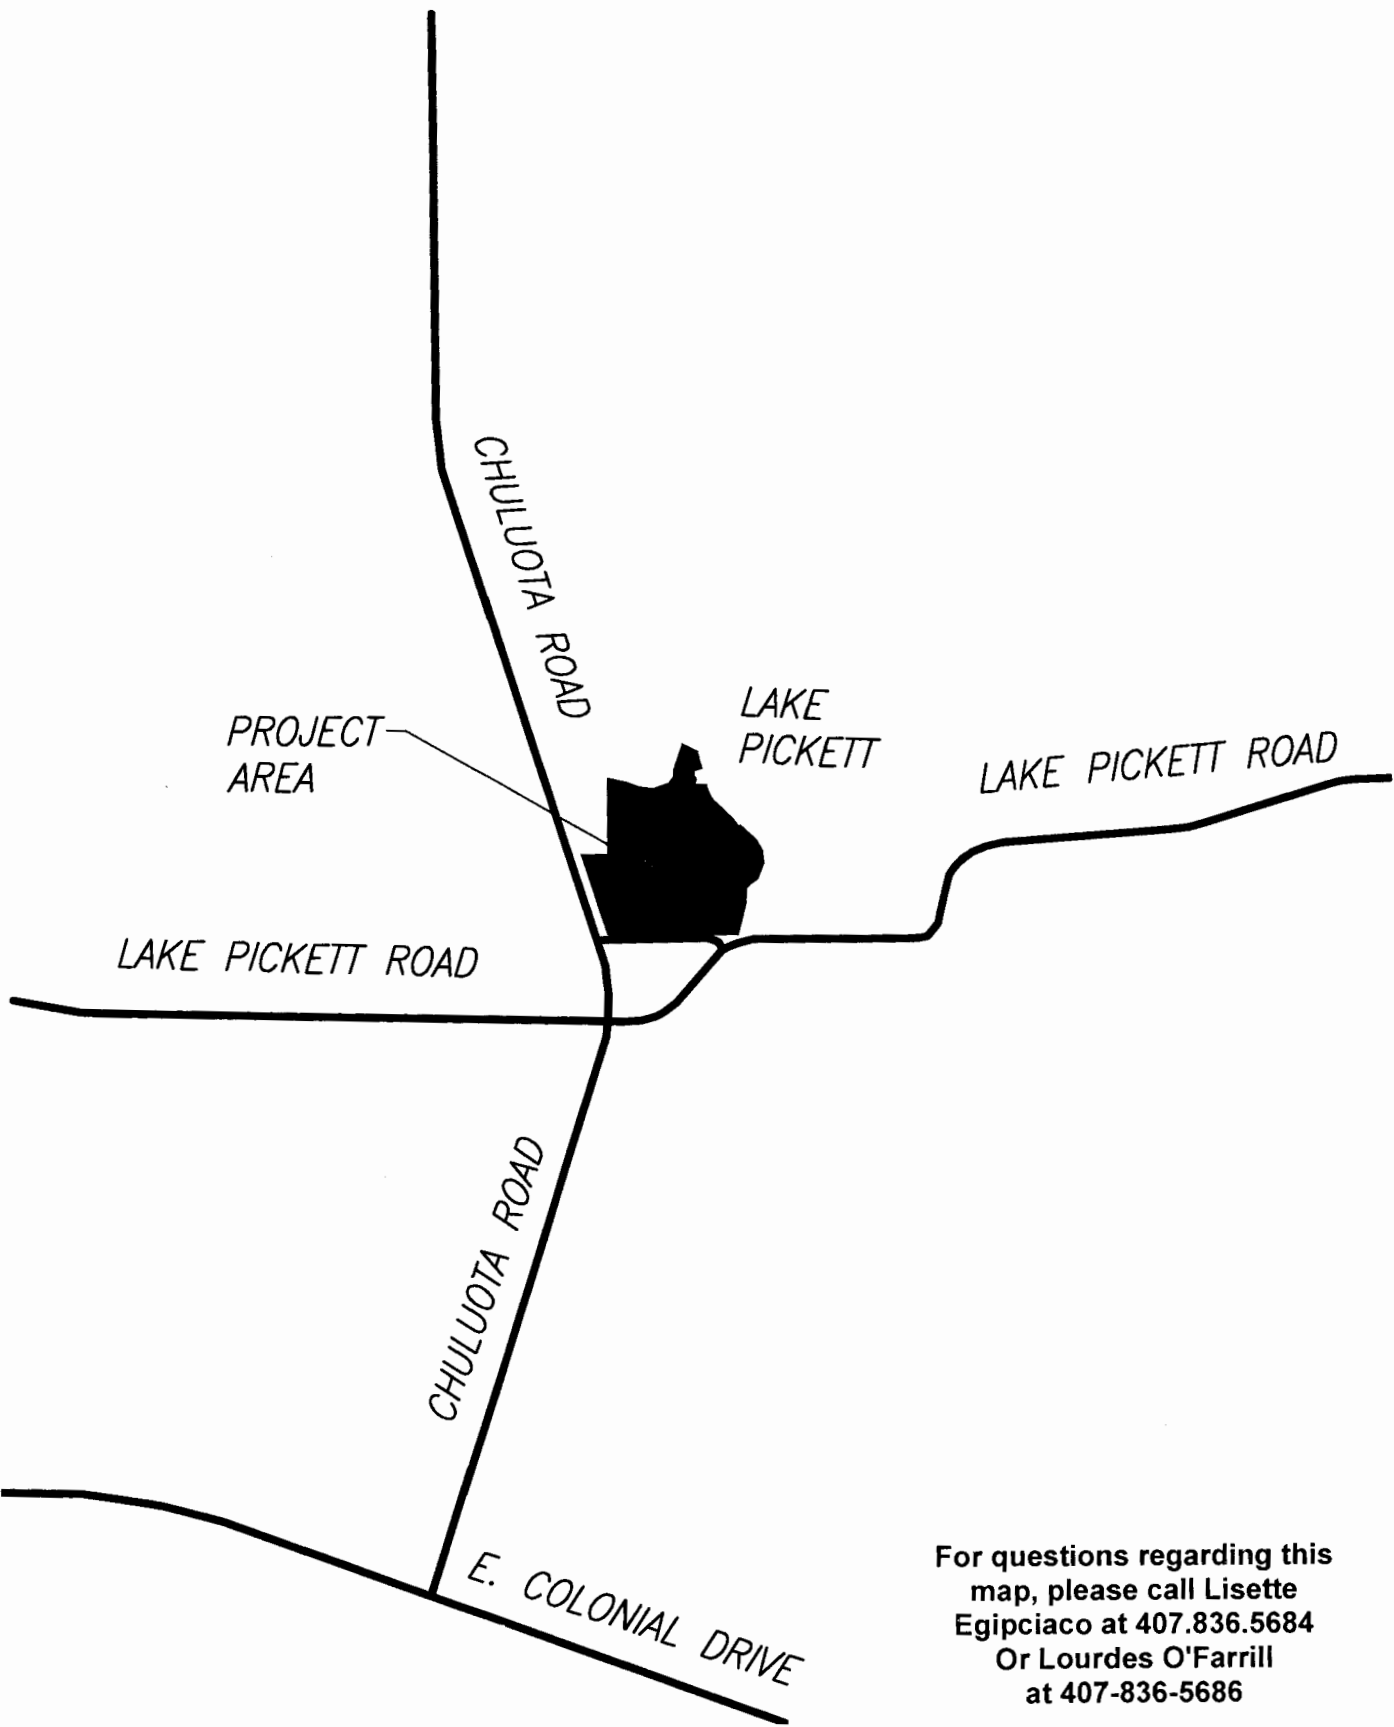 CHULUOTA ROAD
LAKE
PICKETT
PROJECT
AREA
LAKE PICKETT ROAD
LAKE PICKETT ROAD
CHULUOTA ROAD
E. COLONIAL DRIVE
For questions regarding this
map, please call Lisette
Egipciaco at 407.836.5684
Or Lourdes O'Farrill
at 407-836-5686